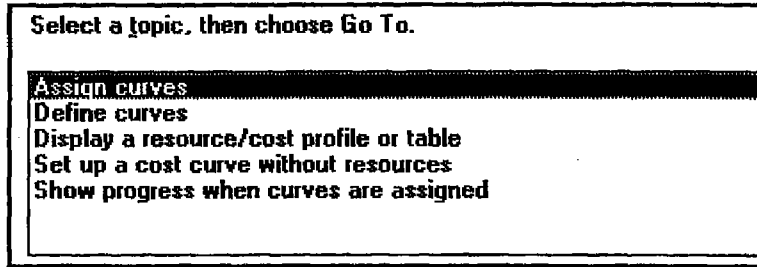 Select a topic, then choose Go To.
Assign curves
Define curves
Display a resource/cost profile or table
Set up a cost curve without resources
Show progress when curves are assigned